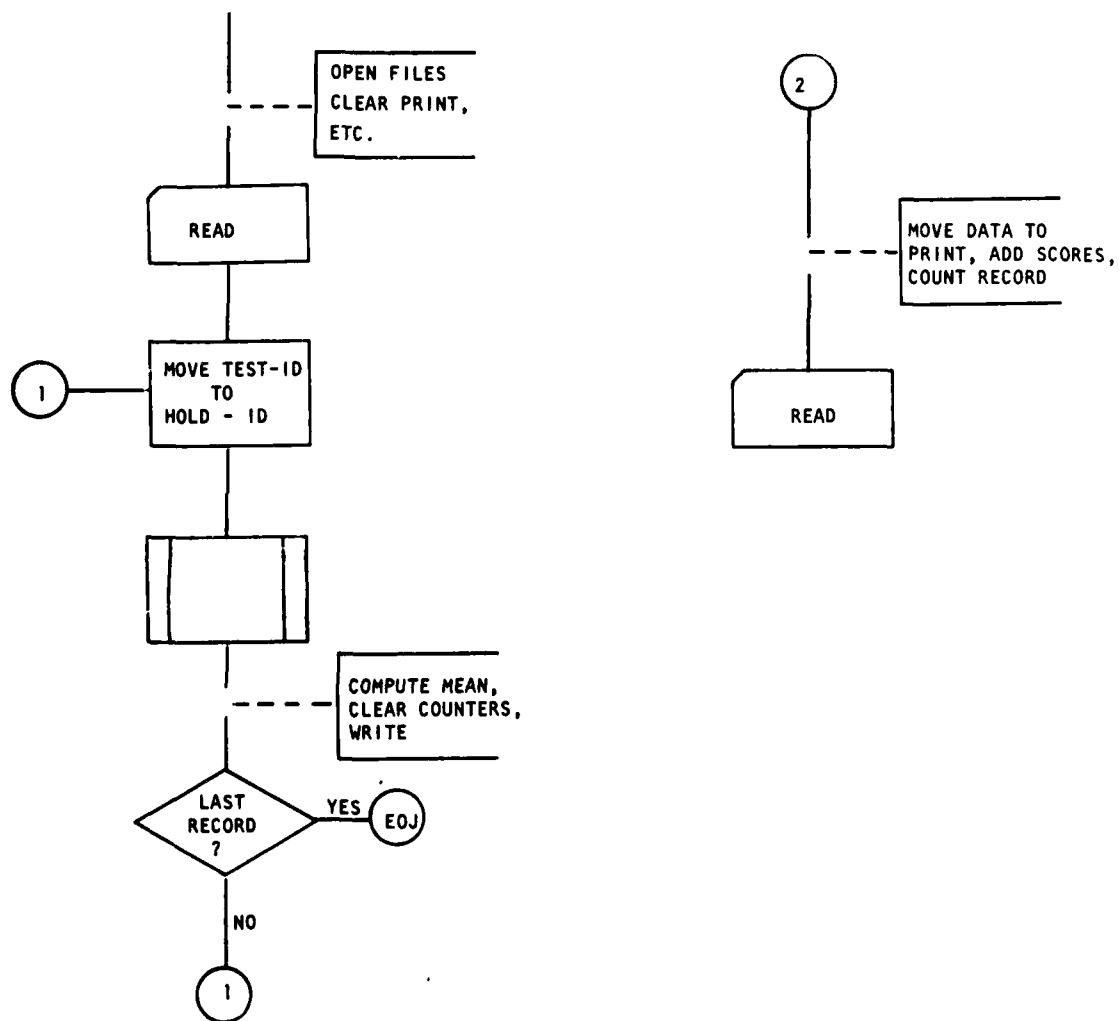 OPEN FILES
CLEAR PRINT,
ETC.
READ
1
MOVE TEST-ID
TO
HOLD - ID
COMPUTE MEAN,
CLEAR COUNTERS,
WRITE
LAST
RECORD
?
YES
EOJ
NO
1
2
MOVE DATA TO
PRINT, ADD SCORES,
COUNT RECORD
READ